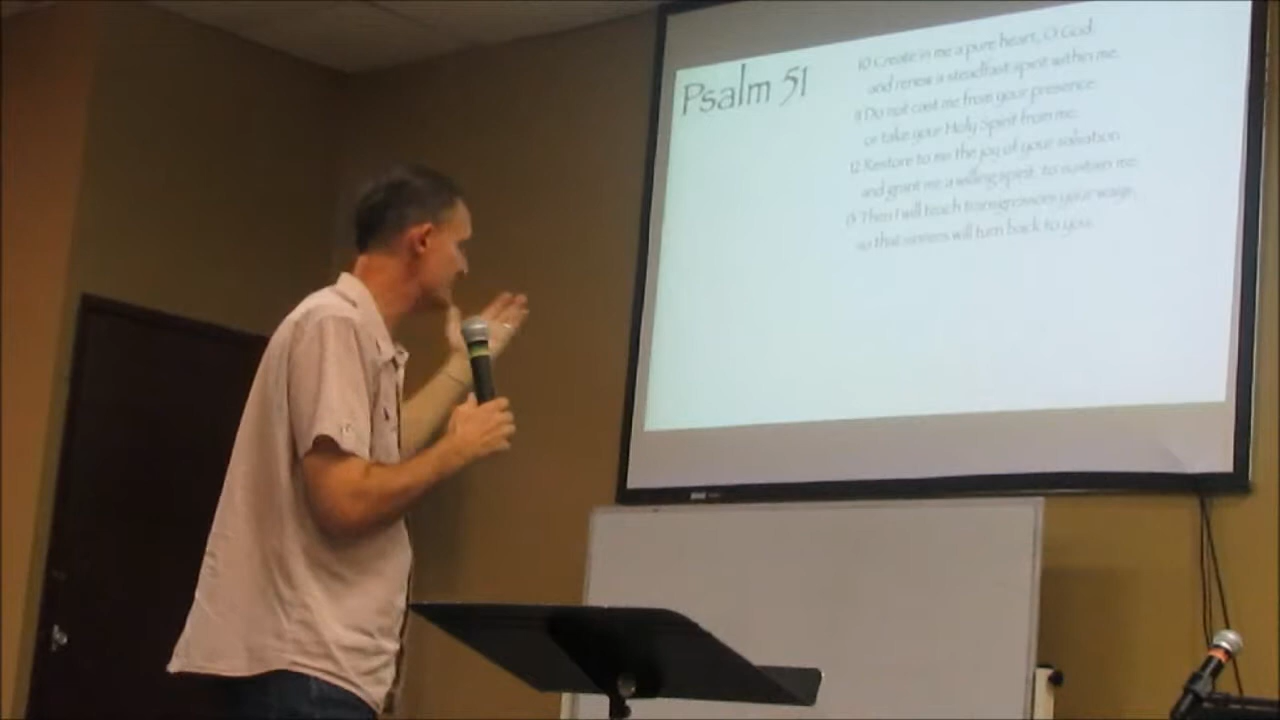 Psalm 51
10 Create in me a pure heart, O God,
and renew a steadfast spirit within me.
11 Do not cast me from your presence
or take your Holy Spirit from me.
12 Restore to me the joy of your salvation
and grant me a willing spirit, to sustain me.
13 Then I will teach transgressors your ways,
so that sinners will turn back to you.